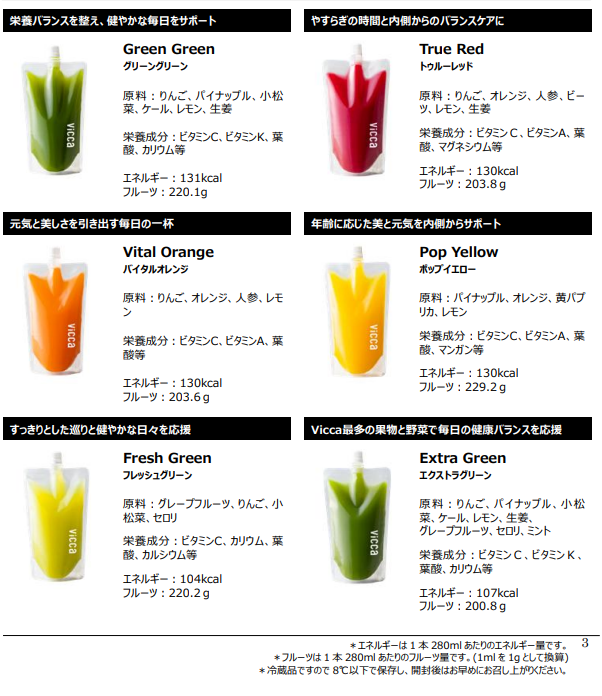 栄養バランスを整え、健やかな毎日をサポート
Green Green
グリーングリーン
原料：りんご、パイナップル、小松
菜、ケール、レモン、生姜
栄養成分：ビタミンC、ビタミンK、葉
酸、カリウム等
エネルギー：131kcal
フルーツ：220.1g
vicca
やすらぎの時間と内側からのバランスケアに
True Red
トゥルーレッド
原料：りんご、オレンジ、人参、ビー
ツ、レモン、生姜
栄養成分：ビタミンＣ、ビタミンA、葉
酸、マグネシウム等
エネルギー：130kcal
フルーツ：203.8ｇ
vicca
元気と美しさを引き出す毎日の一杯
Vital Orange
バイタルオレンジ
原料：りんご、オレンジ、人参、レモ
ン
栄養成分：ビタミンC、ビタミンA、葉
酸等
エネルギー：130kcal
フルーツ：203.6ｇ
vicca
年齢に応じた美と元気を内側からサポート
Pop Yellow
ポップイエロー
原料：パイナップル、オレンジ、黄パプ
リカ、レモン
栄養成分：ビタミンC、ビタミンA、葉
酸、マンガン等
エネルギー：130kcal
フルーツ：229.2ｇ
vicca
すっきりとした巡りと健やかな日々を応援
Fresh Green
フレッシュグリーン
原料：グレープフルーツ、りんご、小
松菜、セロリ
栄養成分：ビタミンC、カリウム、葉
酸、カルシウム等
エネルギー：104kcal
フルーツ：220.2ｇ
vicca
Vicca最多の果物と野菜で毎日の健康バランスを応援
Extra Green
エクストラグリーン
原料：りんご、パイナップル、小松
菜、ケール、レモン、生姜、
グレープフルーツ、セロリ、ミント
栄養成分：ビタミンＣ、ビタミンＫ、
葉酸、カリウム等
エネルギー：107kcal
フルーツ：200.8ｇ
vicca
＊エネルギーは１本 280ml あたりのエネルギー量です。
3
＊フルーツは１本 280ml あたりのフルーツ量です。(1ml を 1g として換算)
＊冷蔵品ですので 8℃以下で保存し、開封後はお早めにお召し上がりください。